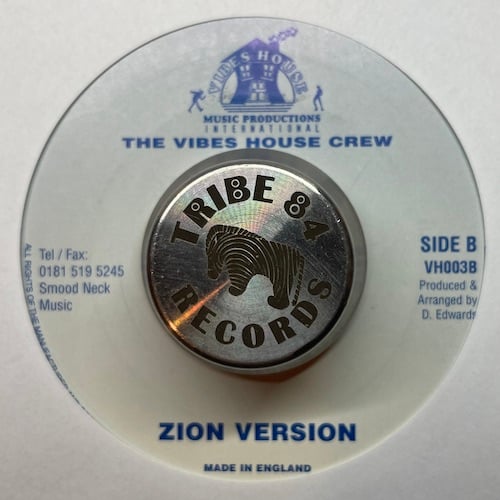 VIBES HOUSE
MUSIC PRODUCTIONS
INTERNATIONAL
THE VIBES HOUSE CREW
TRIBE 84
RECORDS
Tel / Fax:
0181 519 5245
Smood Neck
Music
SIDE B
VH003B
Produced &
Arranged by
D. Edwards
ZION VERSION
MADE IN ENGLAND
ALL RIGHTS OF THE